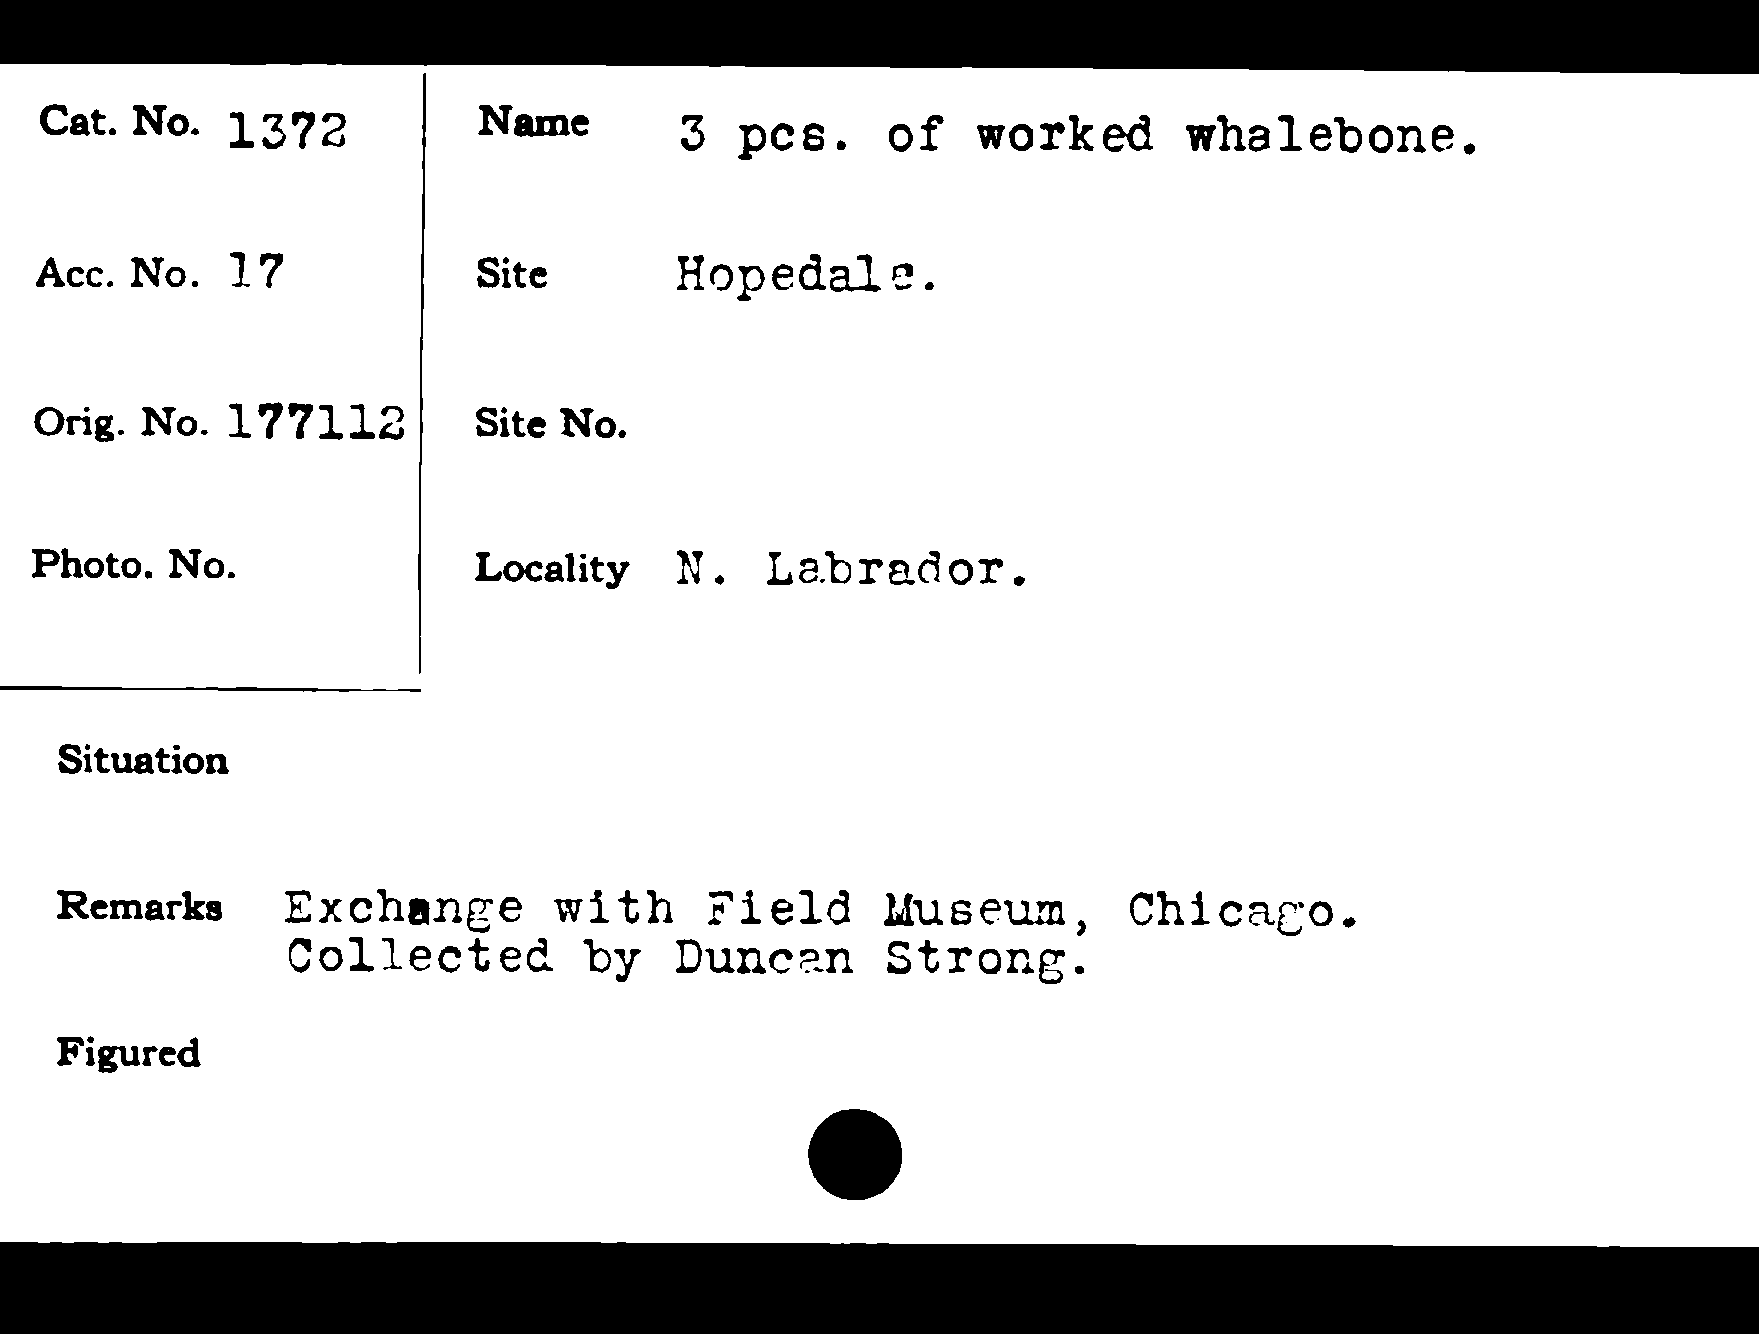 Cat. No. 1372
Name 3 pcs. of worked whalebone.
Acc. No. 17
Site Hopedale.
Orig. No. 177112
Site No.
Photo. No.
Locality N. Labrador.
Situation
Remarks Exchange with Field Museum, Chicago.
Collected by Duncan Strong.
Figured